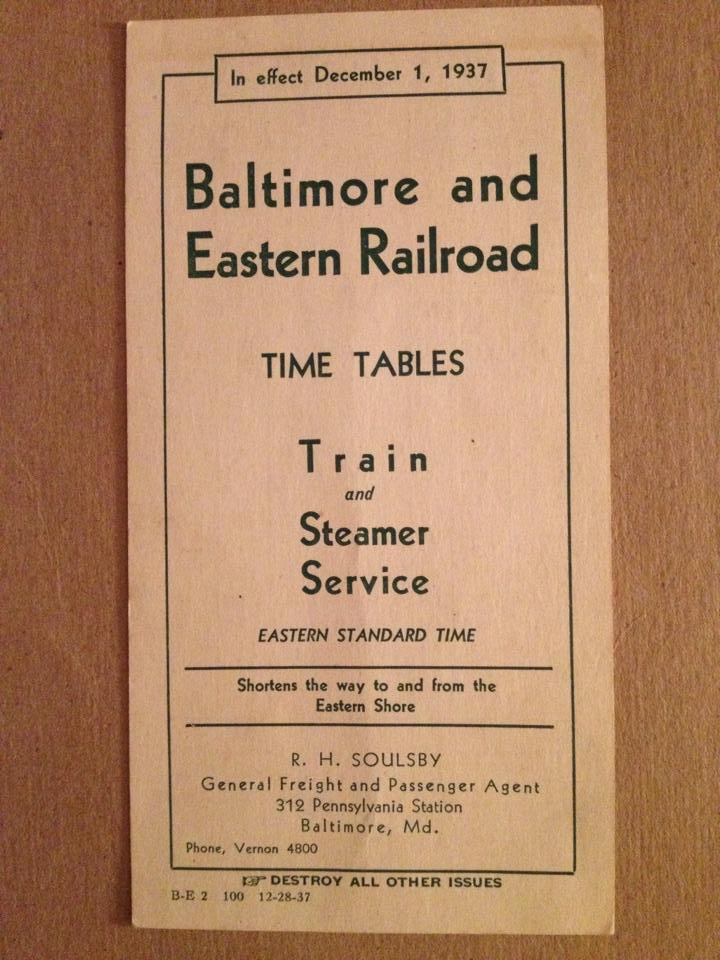 In effect December 1, 1937
Baltimore and
Eastern Railroad
TIME TABLES
Train
and
Steamer
Service
EASTERN STANDARD TIME
Shortens the way to and from the
Eastern Shore
R. H. SOULSBY
General Freight and Passenger Agent
312 Pennsylvania Station
Baltimore, Md.
Phone, Vernon 4800
☞ DESTROY ALL OTHER ISSUES
B-E 2 100 12-28-37